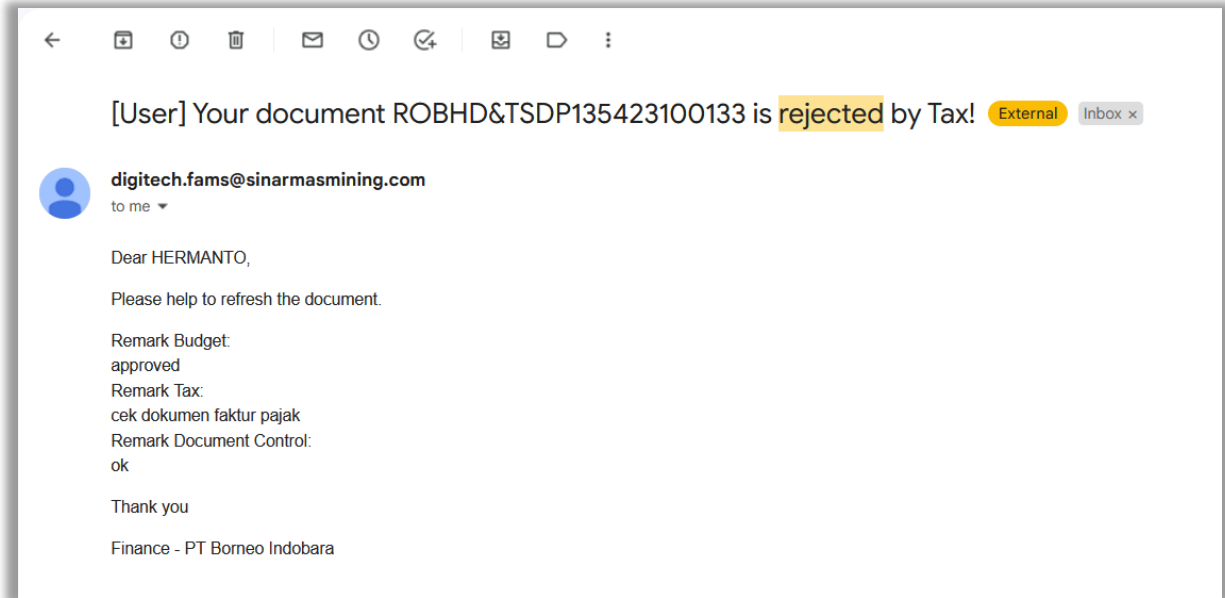 [User] Your document ROBHD&TSDP135423100133 is rejected by Tax! External Inbox ×
digitech.fams@sinarmasmining.com
to me
Dear HERMANTO,
Please help to refresh the document.
Remark Budget:
approved
Remark Tax:
cek dokumen faktur pajak
Remark Document Control:
ok
Thank you
Finance - PT Borneo Indobara